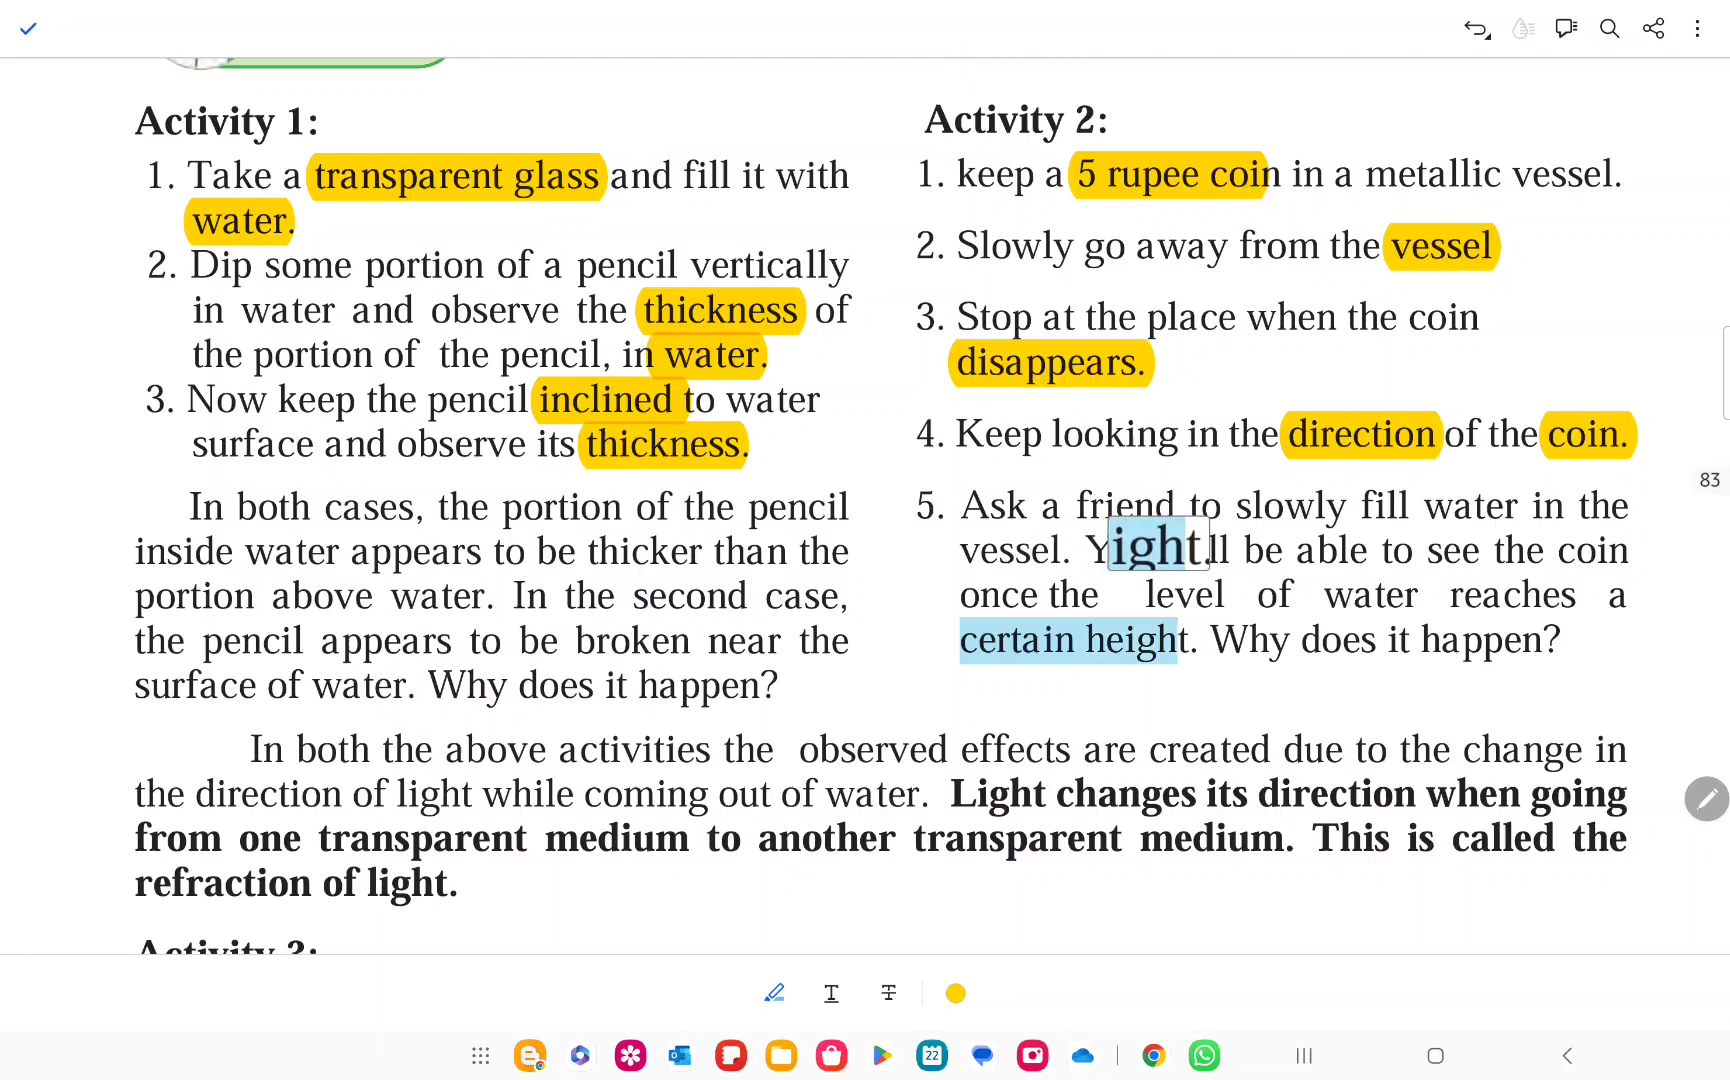 Activity 1:
1. Take a transparent glass and fill it with
water.
2. Dip some portion of a pencil vertically
in water and observe the thickness of
the portion of the pencil, in water.
3. Now keep the pencil inclined to water
surface and observe its thickness.
In both cases, the portion of the pencil
inside water appears to be thicker than the
portion above water. In the second case,
the pencil appears to be broken near the
surface of water. Why does it happen?
Activity 2:
1. keep a 5 rupee coin in a metallic vessel.
2. Slowly go away from the vessel
3. Stop at the place when the coin
disappears.
4. Keep looking in the direction of the coin.
5. Ask a friend to slowly fill water in the
vessel. Y ight. ll be able to see the coin
once the level of water reaches a
certain height. Why does it happen?
83
In both the above activities the observed effects are created due to the change in
the direction of light while coming out of water. Light changes its direction when going
from one transparent medium to another transparent medium. This is called the
refraction of light.
Activity 3:
22